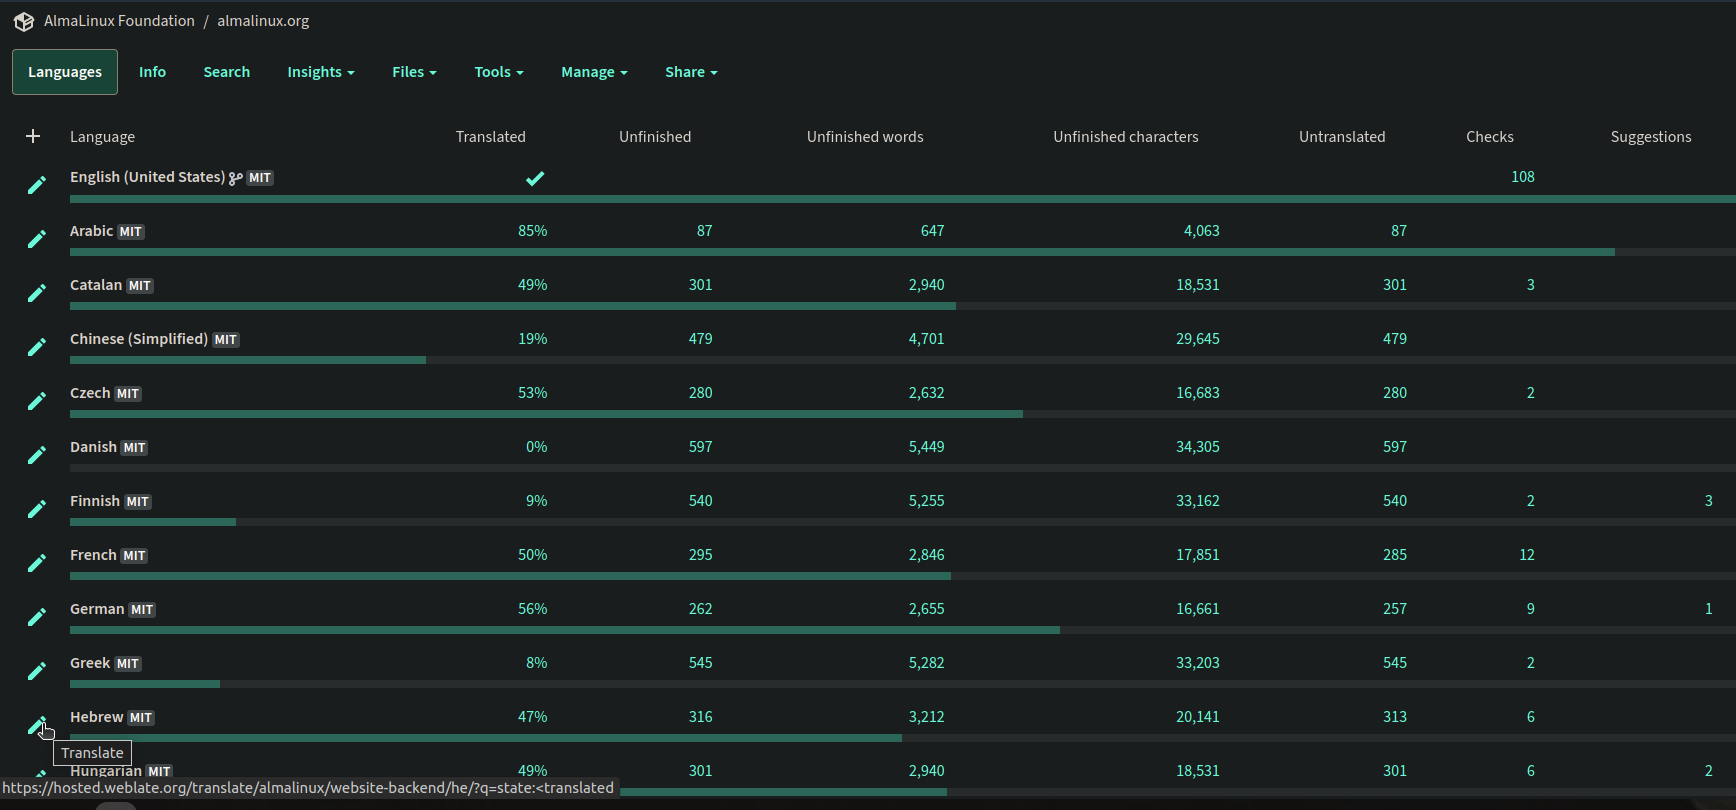 AlmaLinux Foundation / almalinux.org
Languages Info Search Insights Files Tools Manage Share
Language Translated Unfinished Unfinished words Unfinished characters Untranslated Checks Suggestions
English (United States) MIT 108
Arabic MIT 85% 87 647 4,063 87
Catalan MIT 49% 301 2,940 18,531 301 3
Chinese (Simplified) MIT 19% 479 4,701 29,645 479
Czech MIT 53% 280 2,632 16,683 280 2
Danish MIT 0% 597 5,449 34,305 597
Finnish MIT 9% 540 5,255 33,162 540 2 3
French MIT 50% 295 2,846 17,851 285 12
German MIT 56% 262 2,655 16,661 257 9 1
Greek MIT 8% 545 5,282 33,203 545 2
Hebrew MIT 47% 316 3,212 20,141 313 6
Translate
Hungarian MIT 49% 301 2,940 18,531 301 6 2
https://hosted.weblate.org/translate/almalinux/website-backend/he/?q=state:<translated